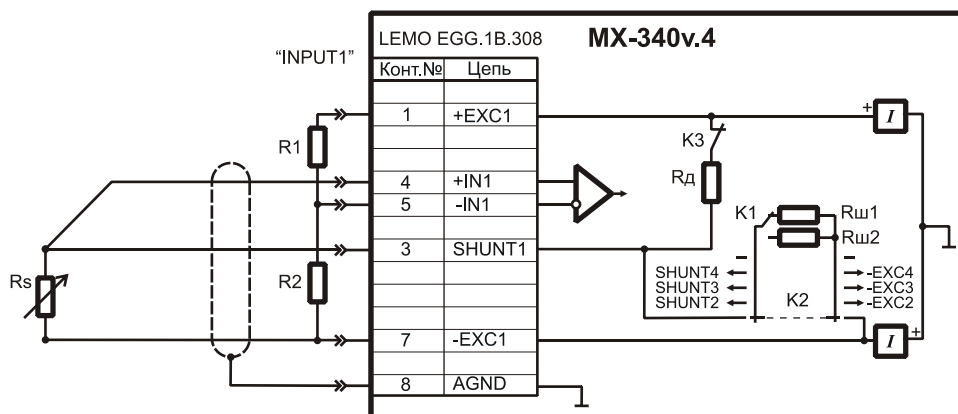 LEMO EGG.1B.308
MX-340v.4
"INPUT1"
Конт.№ Цепь
1 +EXC1
R1
K3
+
I
4 +IN1
Rд
5 -IN1
K1 Rш1
Rш2
3 SHUNT1
Rs
R2
SHUNT4 -EXC4
SHUNT3 -EXC3
SHUNT2 -EXC2
K2
7 -EXC1
I +
8 AGND